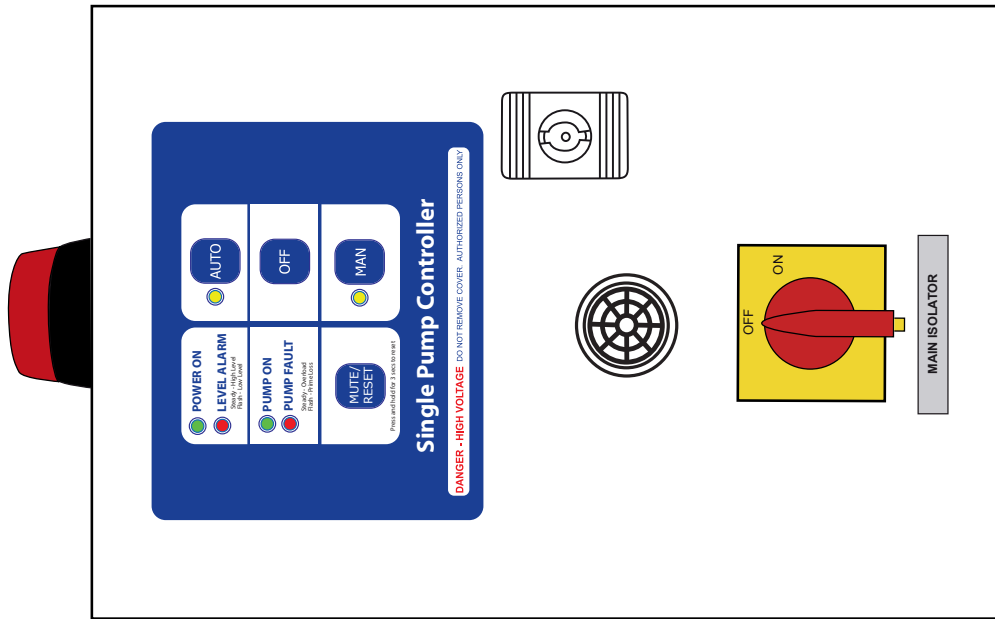 POWER ON
LEVEL ALARM
Steady - High Level
Flash - Low Level
AUTO
PUMP ON
PUMP FAULT
Steady - Overload
Flash - Prime Loss
OFF
MUTE/
RESET
Press and hold for 3 secs to reset
MAN
Single Pump Controller
DANGER - HIGH VOLTAGE DO NOT REMOVE COVER. AUTHORIZED PERSONS ONLY
OFF
ON
MAIN ISOLATOR